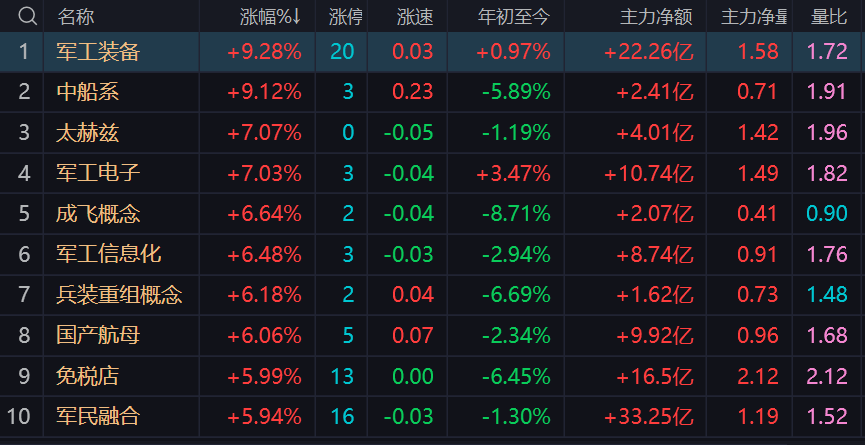 名称 涨幅%↓ 涨停 涨速 年初至今 主力净额 主力净量 量比
1 军工装备 +9.28% 20 0.03 +0.97% +22.26亿 1.58 1.72
2 中船系 +9.12% 3 0.23 -5.89% +2.41亿 0.71 1.91
3 太赫兹 +7.07% 0 -0.05 -1.19% +4.01亿 1.42 1.96
4 军工电子 +7.03% 3 -0.04 +3.47% +10.74亿 1.49 1.82
5 成飞概念 +6.64% 2 -0.04 -8.71% +2.07亿 0.41 0.90
6 军工信息化 +6.48% 3 -0.03 -2.94% +8.74亿 0.91 1.76
7 兵装重组概念 +6.18% 2 0.04 -6.69% +1.62亿 0.73 1.48
8 国产航母 +6.06% 5 0.07 -2.34% +9.92亿 0.96 1.68
9 免税店 +5.99% 13 0.00 -6.45% +16.5亿 2.12 2.12
10 军民融合 +5.94% 16 -0.03 -1.30% +33.25亿 1.19 1.52